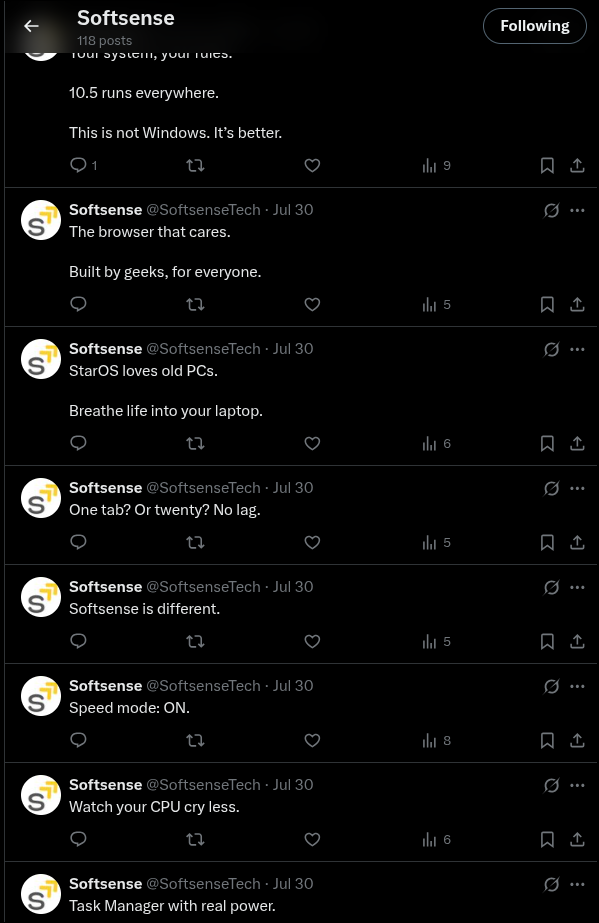 Softsense
118 posts
Following
Your system, your rules.
10.5 runs everywhere.
This is not Windows. It’s better.
1
9
Softsense @SoftsenseTech · Jul 30
The browser that cares.
Built by geeks, for everyone.
5
Softsense @SoftsenseTech · Jul 30
StarOS loves old PCs.
Breathe life into your laptop.
6
Softsense @SoftsenseTech · Jul 30
One tab? Or twenty? No lag.
5
Softsense @SoftsenseTech · Jul 30
Softsense is different.
5
Softsense @SoftsenseTech · Jul 30
Speed mode: ON.
8
Softsense @SoftsenseTech · Jul 30
Watch your CPU cry less.
6
Softsense @SoftsenseTech · Jul 30
Task Manager with real power.